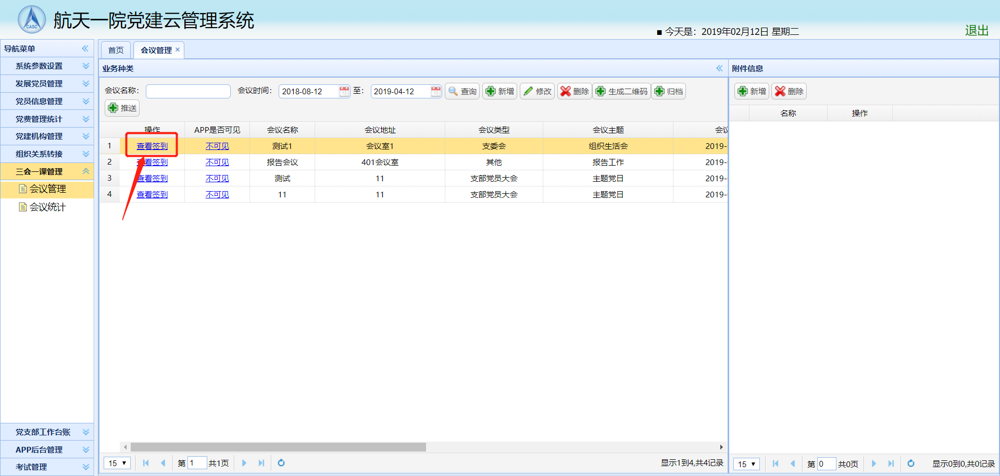 CASC
航天一院党建云管理系统
■ 今天是：2019年02月12日 星期二
退出
导航菜单
系统参数设置
发展党员管理
党员信息管理
党费管理统计
党建机构管理
组织关系转接
三会一课管理
会议管理
会议统计
党支部工作台账
APP后台管理
考试管理
首页
会议管理 ×
业务种类
会议名称： 会议时间： 2018-08-12 至： 2019-04-12 查询 新增 修改 删除 生成二维码 归档
推送
操作 APP是否可见 会议名称 会议地址 会议类型 会议主题 会议
1 查看签到 不可见 测试1 会议室1 支委会 组织生活会 2019-
2 查看签到 不可见 报告会议 401会议室 其他 报告工作 2019-
3 查看签到 不可见 测试 11 支部党员大会 主题党日 2019-
4 查看签到 不可见 11 11 支部党员大会 主题党日 2019-
15 第 1 共1页 显示1到4,共4记录
附件信息
新增 删除
名称 操作
15 第 0 共0页 显示0到0,共0记录